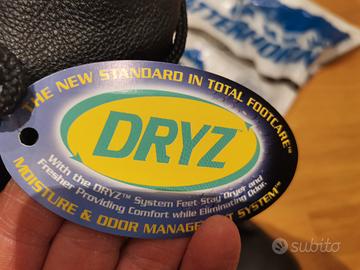 THE NEW STANDARD IN TOTAL FOOTCARE™
DRYZ
With the DRYZ™ System Feet Stay Dryer and
Fresher Providing Comfort while Eliminating Odor.
MOISTURE & ODOR MANAGEMENT SYSTEM™
subito